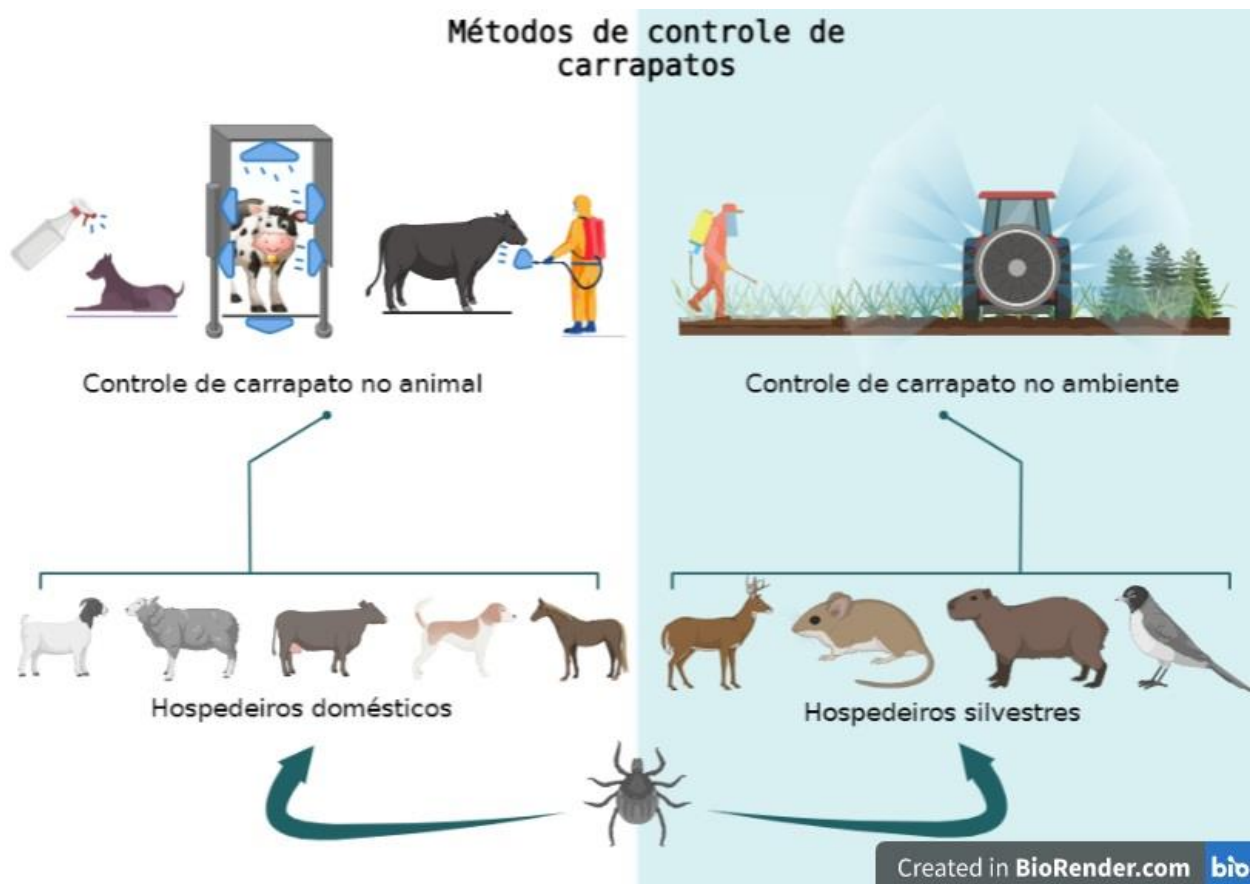 Métodos de controle de
carrapatos
Controle de carrapato no animal
Controle de carrapato no ambiente
Hospedeiros domésticos
Hospedeiros silvestres
Created in BioRender.com bio